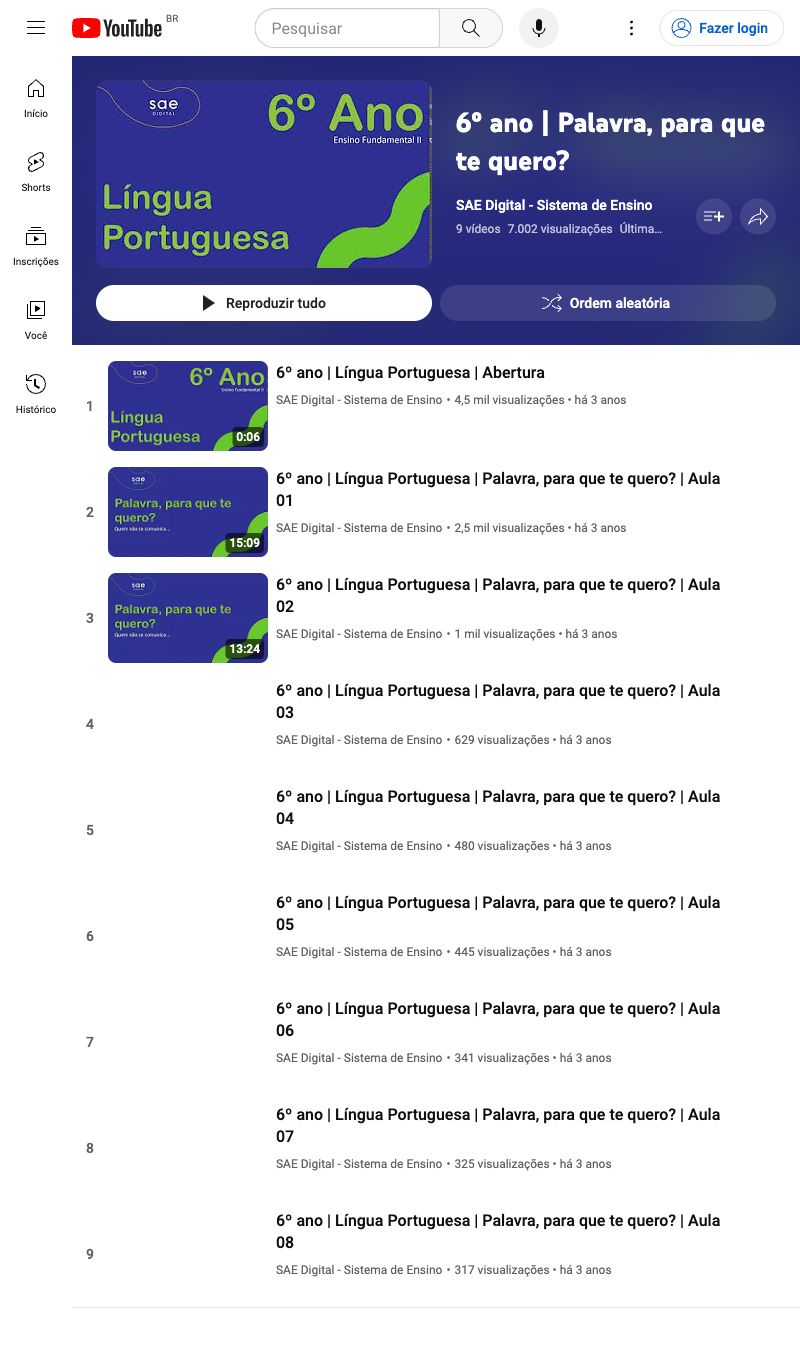 YouTube BR
Pesquisar
Fazer login
Início
Shorts
Inscrições
Você
Histórico
sae
DIGITAL
6º Ano
Ensino Fundamental II
Língua
Portuguesa
6º ano | Palavra, para que
te quero?
SAE Digital - Sistema de Ensino
9 vídeos 7.002 visualizações Última...
Reproduzir tudo
Ordem aleatória
1
sae
6º Ano
Ensino Fundamental II
Língua
Portuguesa
0:06
6º ano | Língua Portuguesa | Abertura
SAE Digital - Sistema de Ensino • 4,5 mil visualizações • há 3 anos
2
sae
Palavra, para que te
quero?
Quem não se comunica...
15:09
6º ano | Língua Portuguesa | Palavra, para que te quero? | Aula
01
SAE Digital - Sistema de Ensino • 2,5 mil visualizações • há 3 anos
3
sae
Palavra, para que te
quero?
Quem não se comunica...
13:24
6º ano | Língua Portuguesa | Palavra, para que te quero? | Aula
02
SAE Digital - Sistema de Ensino • 1 mil visualizações • há 3 anos
4
6º ano | Língua Portuguesa | Palavra, para que te quero? | Aula
03
SAE Digital - Sistema de Ensino • 629 visualizações • há 3 anos
5
6º ano | Língua Portuguesa | Palavra, para que te quero? | Aula
04
SAE Digital - Sistema de Ensino • 480 visualizações • há 3 anos
6
6º ano | Língua Portuguesa | Palavra, para que te quero? | Aula
05
SAE Digital - Sistema de Ensino • 445 visualizações • há 3 anos
7
6º ano | Língua Portuguesa | Palavra, para que te quero? | Aula
06
SAE Digital - Sistema de Ensino • 341 visualizações • há 3 anos
8
6º ano | Língua Portuguesa | Palavra, para que te quero? | Aula
07
SAE Digital - Sistema de Ensino • 325 visualizações • há 3 anos
9
6º ano | Língua Portuguesa | Palavra, para que te quero? | Aula
08
SAE Digital - Sistema de Ensino • 317 visualizações • há 3 anos